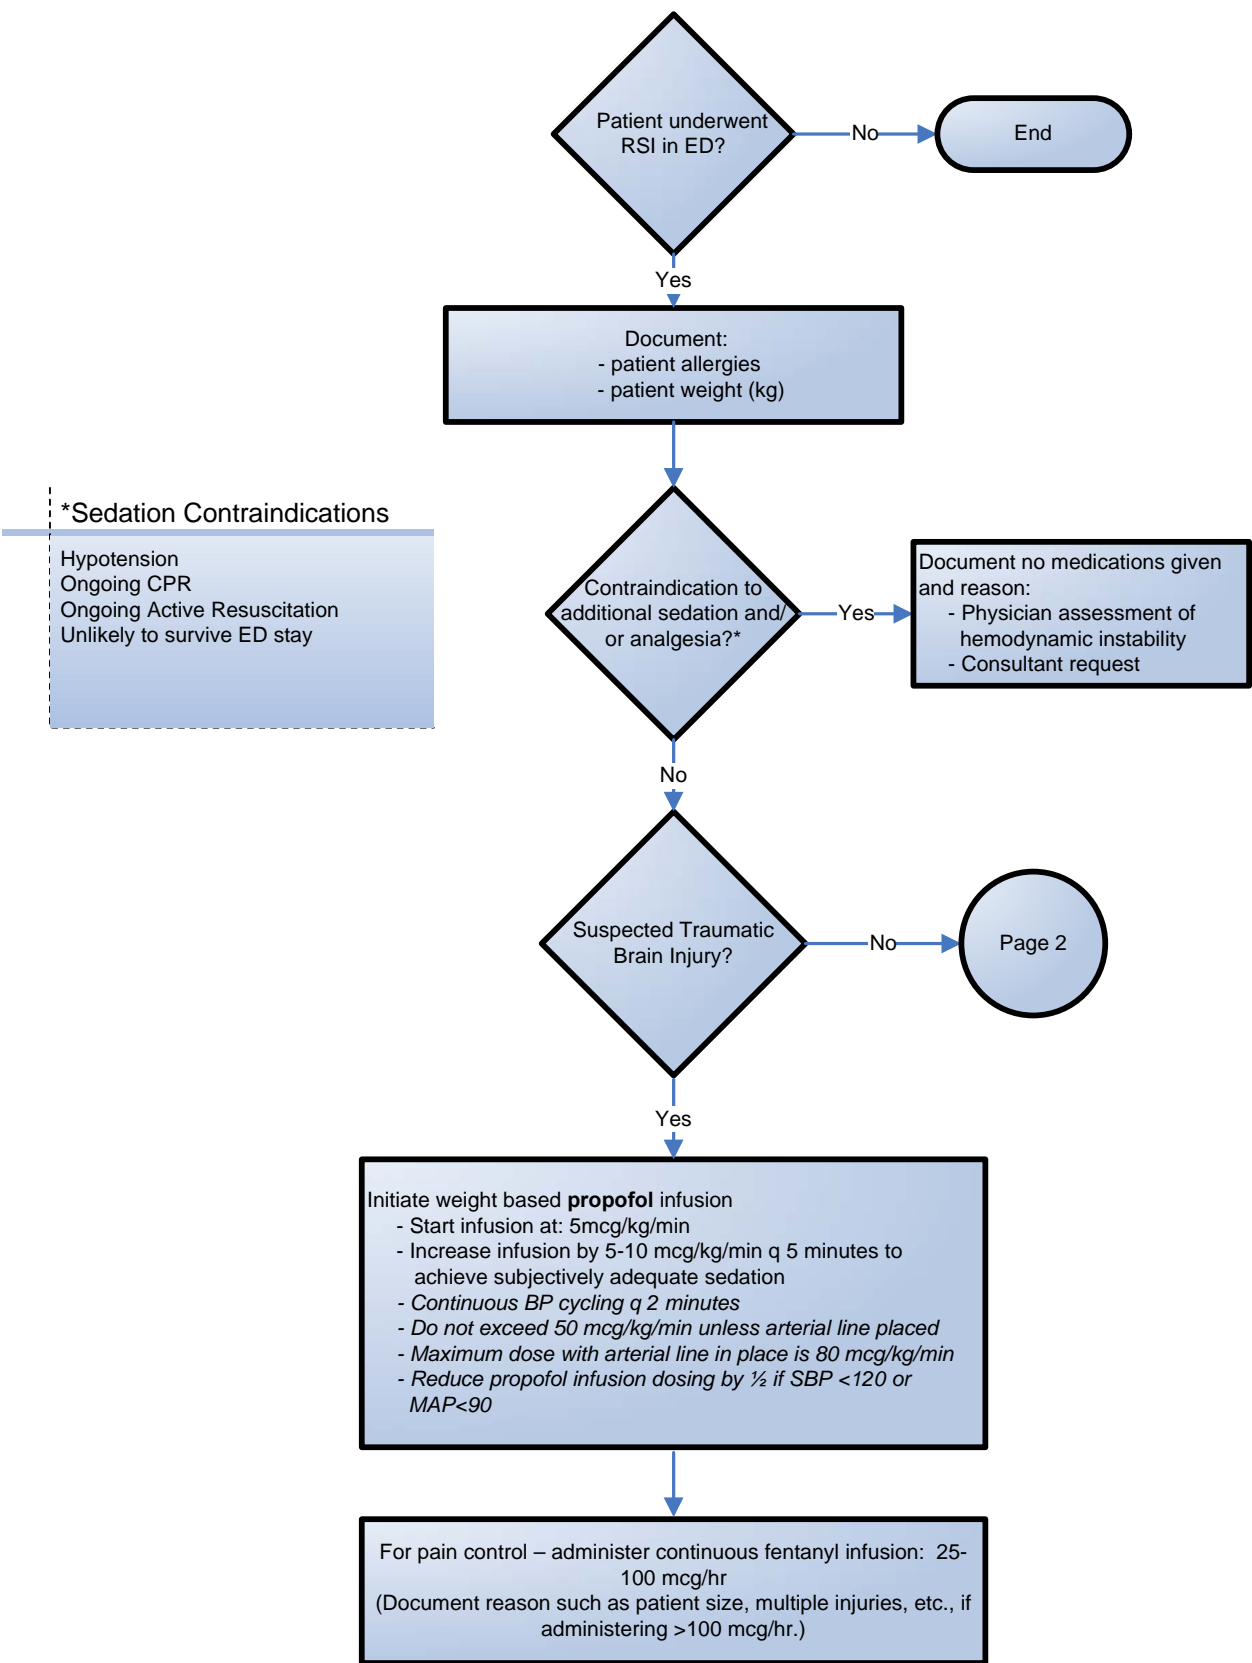 Patient underwent
RSI in ED?
No
End
Yes
Document:
- patient allergies
- patient weight (kg)
*Sedation Contraindications
Hypotension
Ongoing CPR
Ongoing Active Resuscitation
Unlikely to survive ED stay
Contraindication to
additional sedation and/
or analgesia?*
Yes
Document no medications given
and reason:
- Physician assessment of
hemodynamic instability
- Consultant request
No
Suspected Traumatic
Brain Injury?
No
Page 2
Yes
Initiate weight based propofol infusion
- Start infusion at: 5mcg/kg/min
- Increase infusion by 5-10 mcg/kg/min q 5 minutes to
achieve subjectively adequate sedation
- Continuous BP cycling q 2 minutes
- Do not exceed 50 mcg/kg/min unless arterial line placed
- Maximum dose with arterial line in place is 80 mcg/kg/min
- Reduce propofol infusion dosing by ½ if SBP <120 or
MAP<90
For pain control – administer continuous fentanyl infusion:  25-
100 mcg/hr
(Document reason such as patient size, multiple injuries, etc., if
administering >100 mcg/hr.)